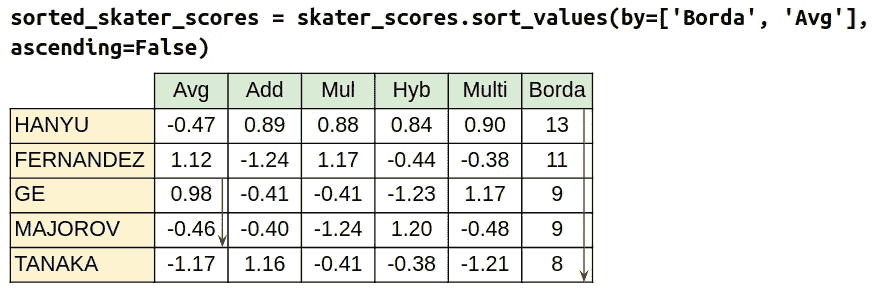 sorted_skater_scores = skater_scores.sort_values(by=['Borda', 'Avg'],
ascending=False)
Avg Add Mul Hyb Multi Borda
HANYU -0.47 0.89 0.88 0.84 0.90 13
FERNANDEZ 1.12 -1.24 1.17 -0.44 -0.38 11
GE 0.98 -0.41 -0.41 -1.23 1.17 9
MAJOROV -0.46 -0.40 -1.24 1.20 -0.48 9
TANAKA -1.17 1.16 -0.41 -0.38 -1.21 8